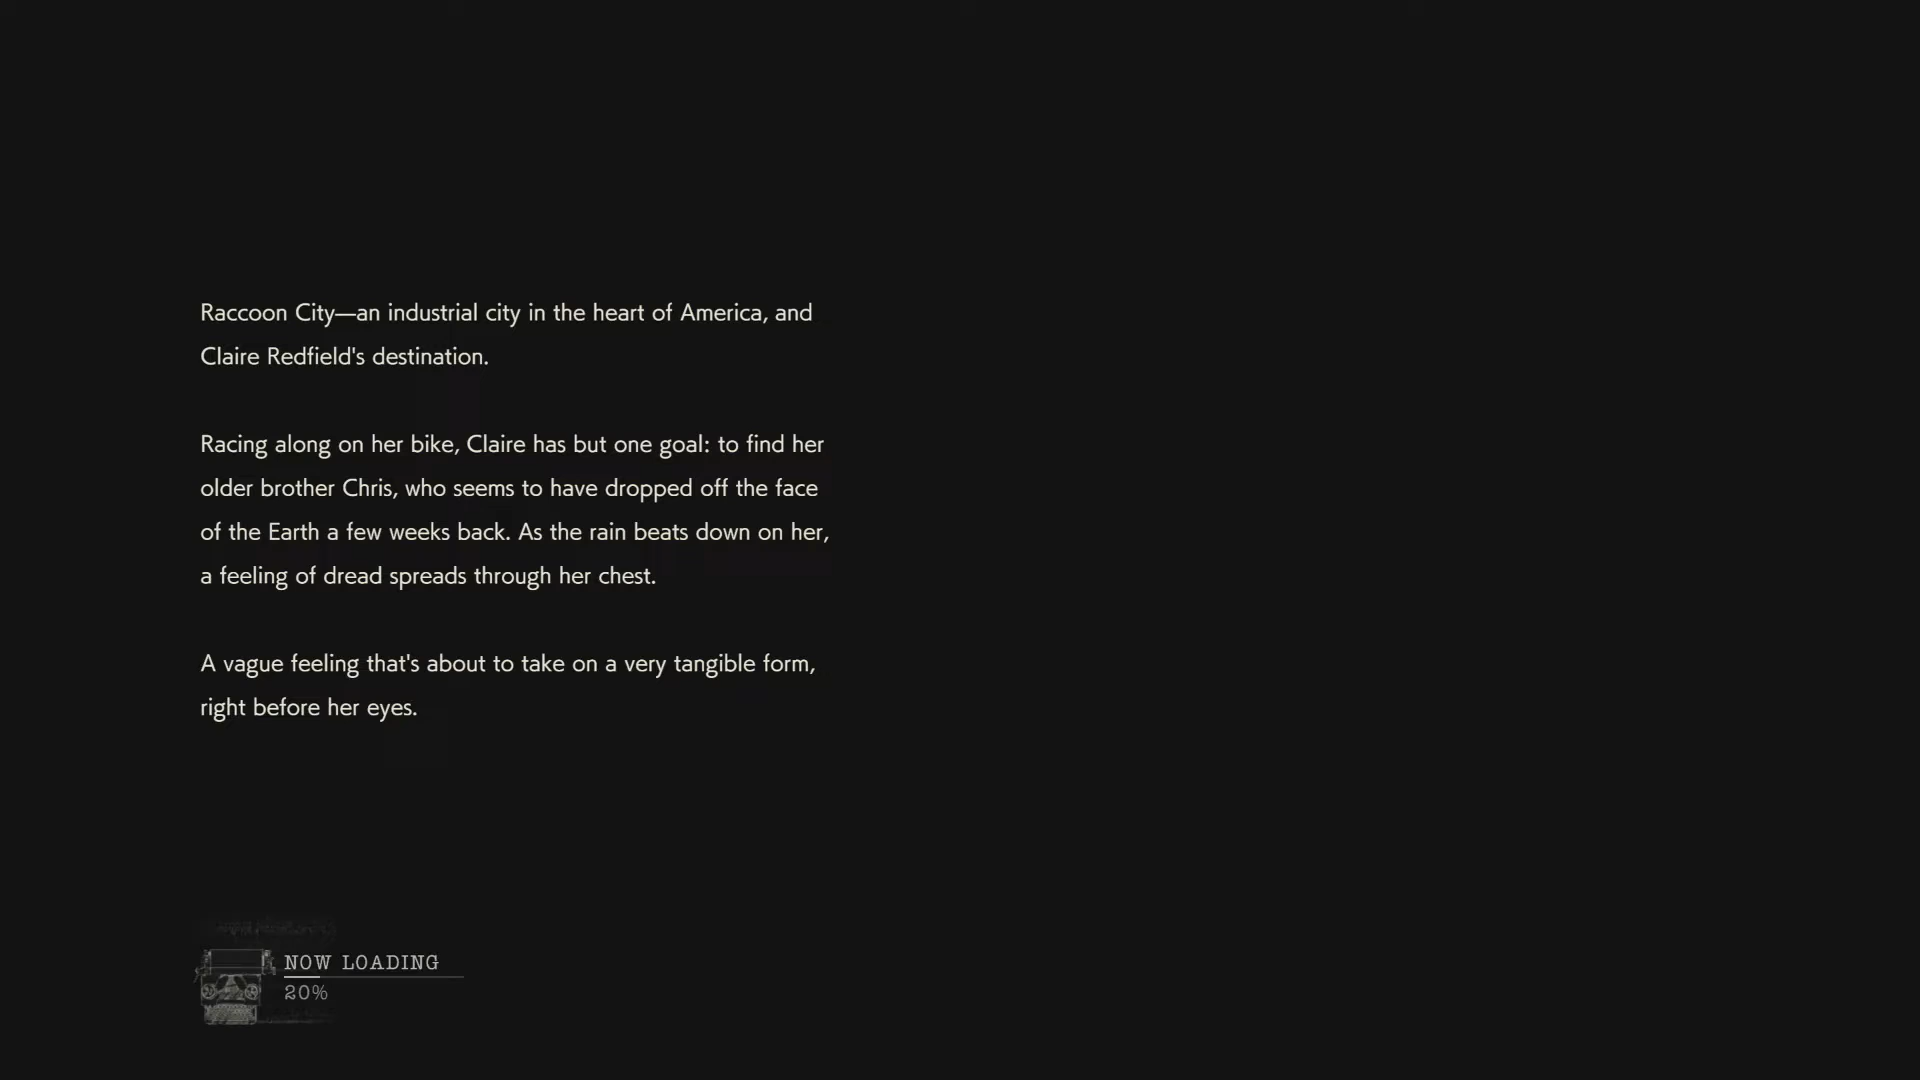 Raccoon City—an industrial city in the heart of America, and
Claire Redfield's destination.
Racing along on her bike, Claire has but one goal: to find her
older brother Chris, who seems to have dropped off the face
of the Earth a few weeks back. As the rain beats down on her,
a feeling of dread spreads through her chest.
A vague feeling that's about to take on a very tangible form,
right before her eyes.
NOW LOADING
20%